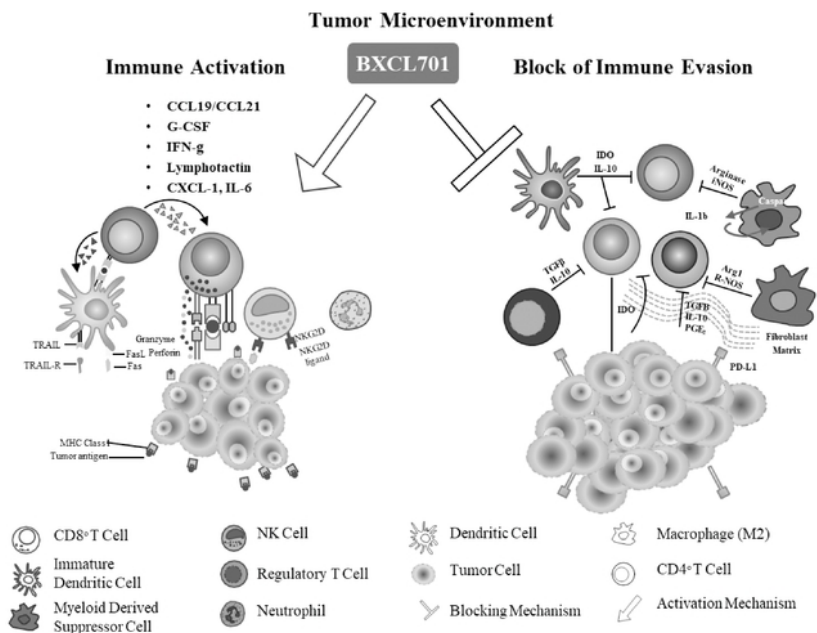 Tumor Microenvironment
BXCL701
Immune Activation
• CCL19/CCL21
• G-CSF
• IFN-g
• Lymphotactin
• CXCL-1, IL-6
TRAIL
TRAIL-R
FasL
Fas
Granzyme
Perforin
NKG2D
NKG2D
ligand
MHC Class
Tumor antigen
Block of Immune Evasion
IDO
IL-10
Arginase
iNOS
Caspa
IL-1b
TGFβ
IL-10
Arg1
R-NOS
IDO
TGFB
IL-10
PGE₂
Fibroblast
Matrix
PD-L1
CD8⁺T Cell
NK Cell
Dendritic Cell
Macrophage (M2)
Immature
Dendritic Cell
Regulatory T Cell
Tumor Cell
CD4⁺T Cell
Myeloid Derived
Suppressor Cell
Neutrophil
Blocking Mechanism
Activation Mechanism